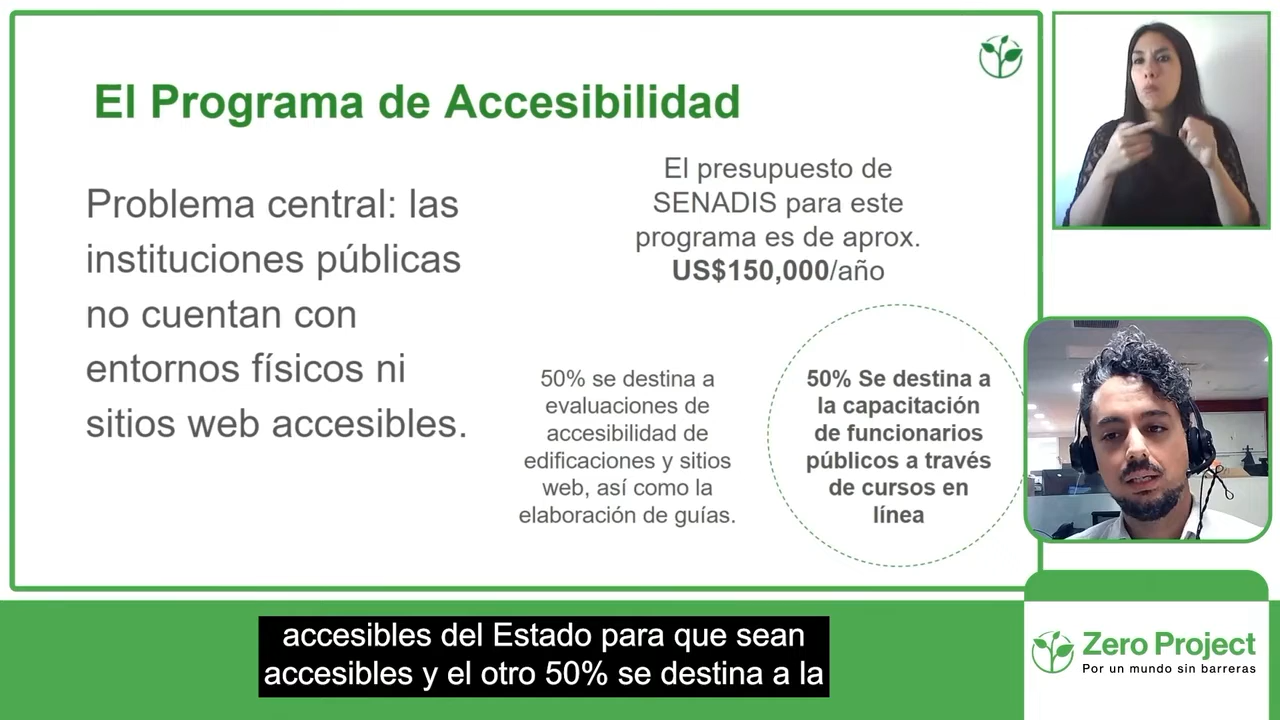 El Programa de Accesibilidad
Problema central: las
instituciones públicas
no cuentan con
entornos físicos ni
sitios web accesibles.
El presupuesto de
SENADIS para este
programa es de aprox.
US$150,000/año
50% se destina a
evaluaciones de
accesibilidad de
edificaciones y sitios
web, así como la
elaboración de guías.
50% Se destina a
la capacitación
de funcionarios
públicos a través
de cursos en
línea
accesibles del Estado para que sean
accesibles y el otro 50% se destina a la
Zero Project
Por un mundo sin barreras